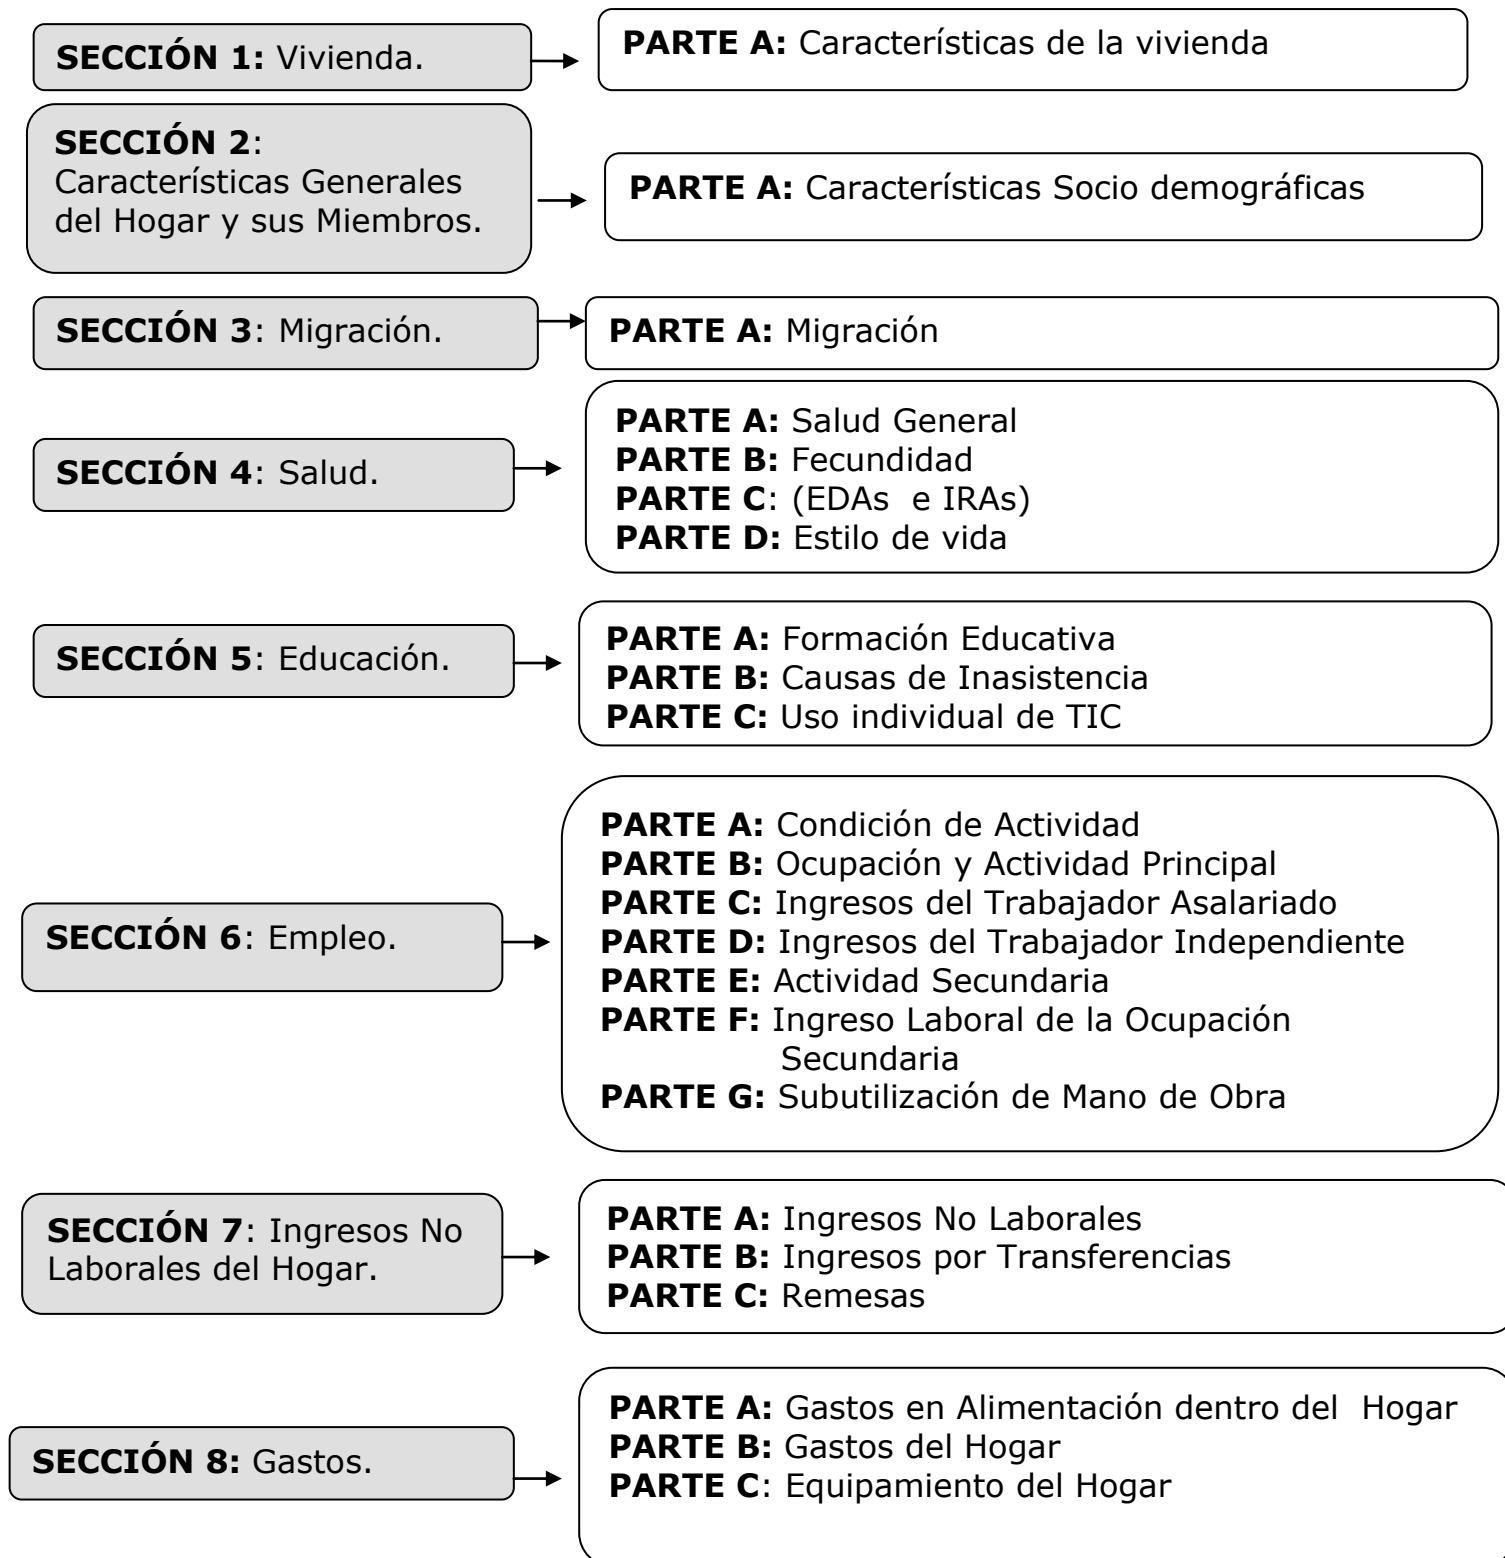 SECCIÓN 1: Vivienda.
PARTE A: Características de la vivienda
SECCIÓN 2:
Características Generales
del Hogar y sus Miembros.
PARTE A: Características Socio demográficas
SECCIÓN 3: Migración.
PARTE A: Migración
SECCIÓN 4: Salud.
PARTE A: Salud General
PARTE B: Fecundidad
PARTE C: (EDAs e IRAs)
PARTE D: Estilo de vida
SECCIÓN 5: Educación.
PARTE A: Formación Educativa
PARTE B: Causas de Inasistencia
PARTE C: Uso individual de TIC
SECCIÓN 6: Empleo.
PARTE A: Condición de Actividad
PARTE B: Ocupación y Actividad Principal
PARTE C: Ingresos del Trabajador Asalariado
PARTE D: Ingresos del Trabajador Independiente
PARTE E: Actividad Secundaria
PARTE F: Ingreso Laboral de la Ocupación
Secundaria
PARTE G: Subutilización de Mano de Obra
SECCIÓN 7: Ingresos No
Laborales del Hogar.
PARTE A: Ingresos No Laborales
PARTE B: Ingresos por Transferencias
PARTE C: Remesas
SECCIÓN 8: Gastos.
PARTE A: Gastos en Alimentación dentro del Hogar
PARTE B: Gastos del Hogar
PARTE C: Equipamiento del Hogar